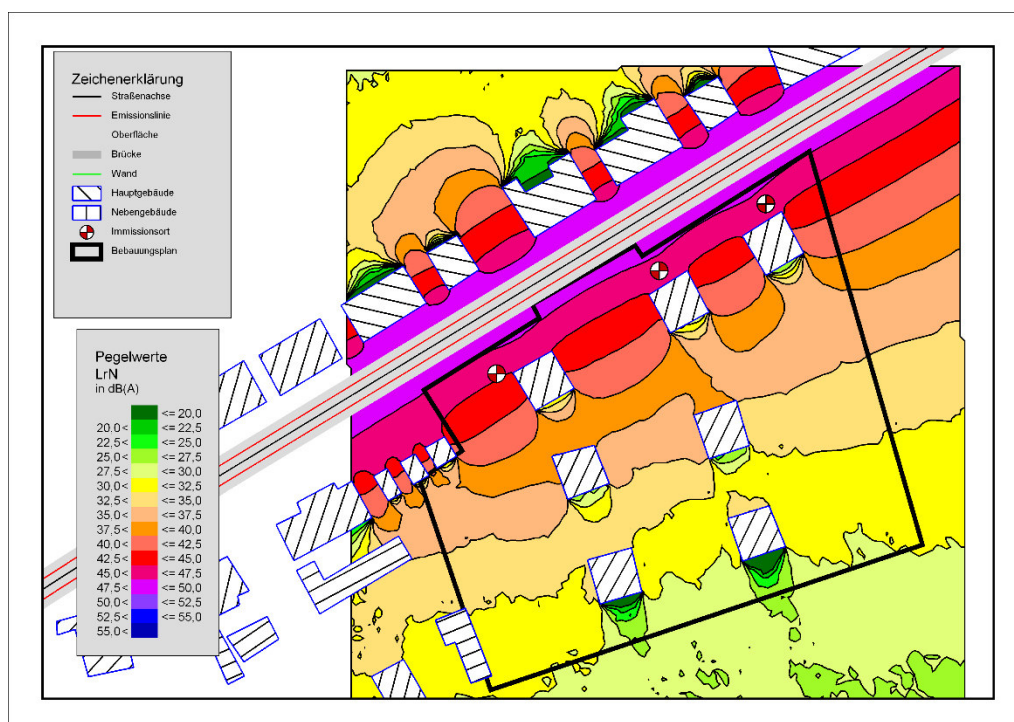 Zeichenerklärung
Straßenachse
Emissionslinie
Oberfläche
Brücke
Wand
Hauptgebäude
Nebengebäude
Immissionsort
Bebauungsplan
Pegelwerte
LrN
in dB(A)
<= 20,0
20,0< <= 22,5
22,5< <= 25,0
25,0< <= 27,5
27,5< <= 30,0
30,0< <= 32,5
32,5< <= 35,0
35,0< <= 37,5
37,5< <= 40,0
40,0< <= 42,5
42,5< <= 45,0
45,0< <= 47,5
47,5< <= 50,0
50,0< <= 52,5
52,5< <= 55,0
55,0<